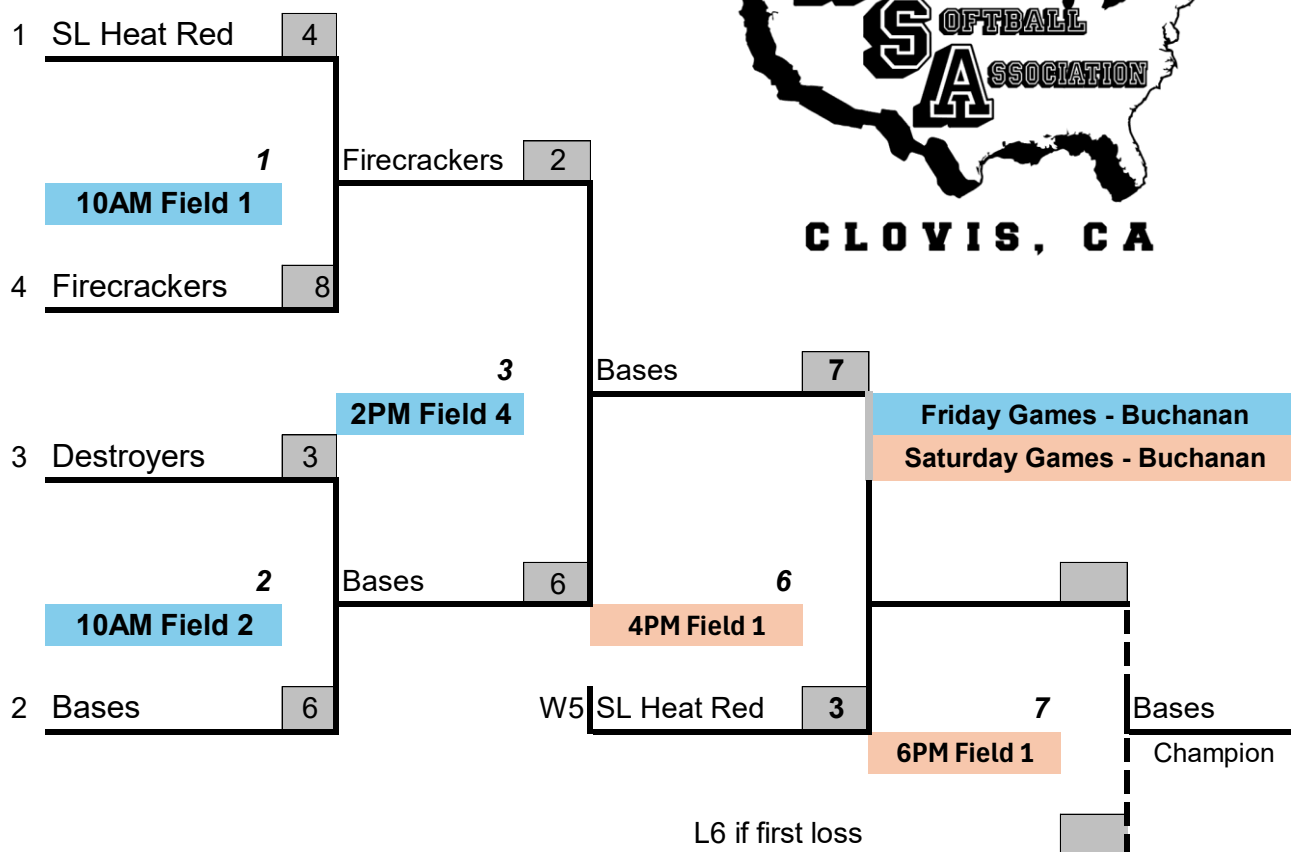 OFTBALL
S
SSOCIATION
A
CLOVIS, CA
1 SL Heat Red 4
1
10AM Field 1
Firecrackers 2
4 Firecrackers 8
3
2PM Field 4
Bases 7
Friday Games - Buchanan
Saturday Games - Buchanan
3 Destroyers 3
2
10AM Field 2
Bases 6
6
4PM Field 1
2 Bases 6
W5 SL Heat Red 3
7
6PM Field 1
Bases
Champion
L6 if first loss